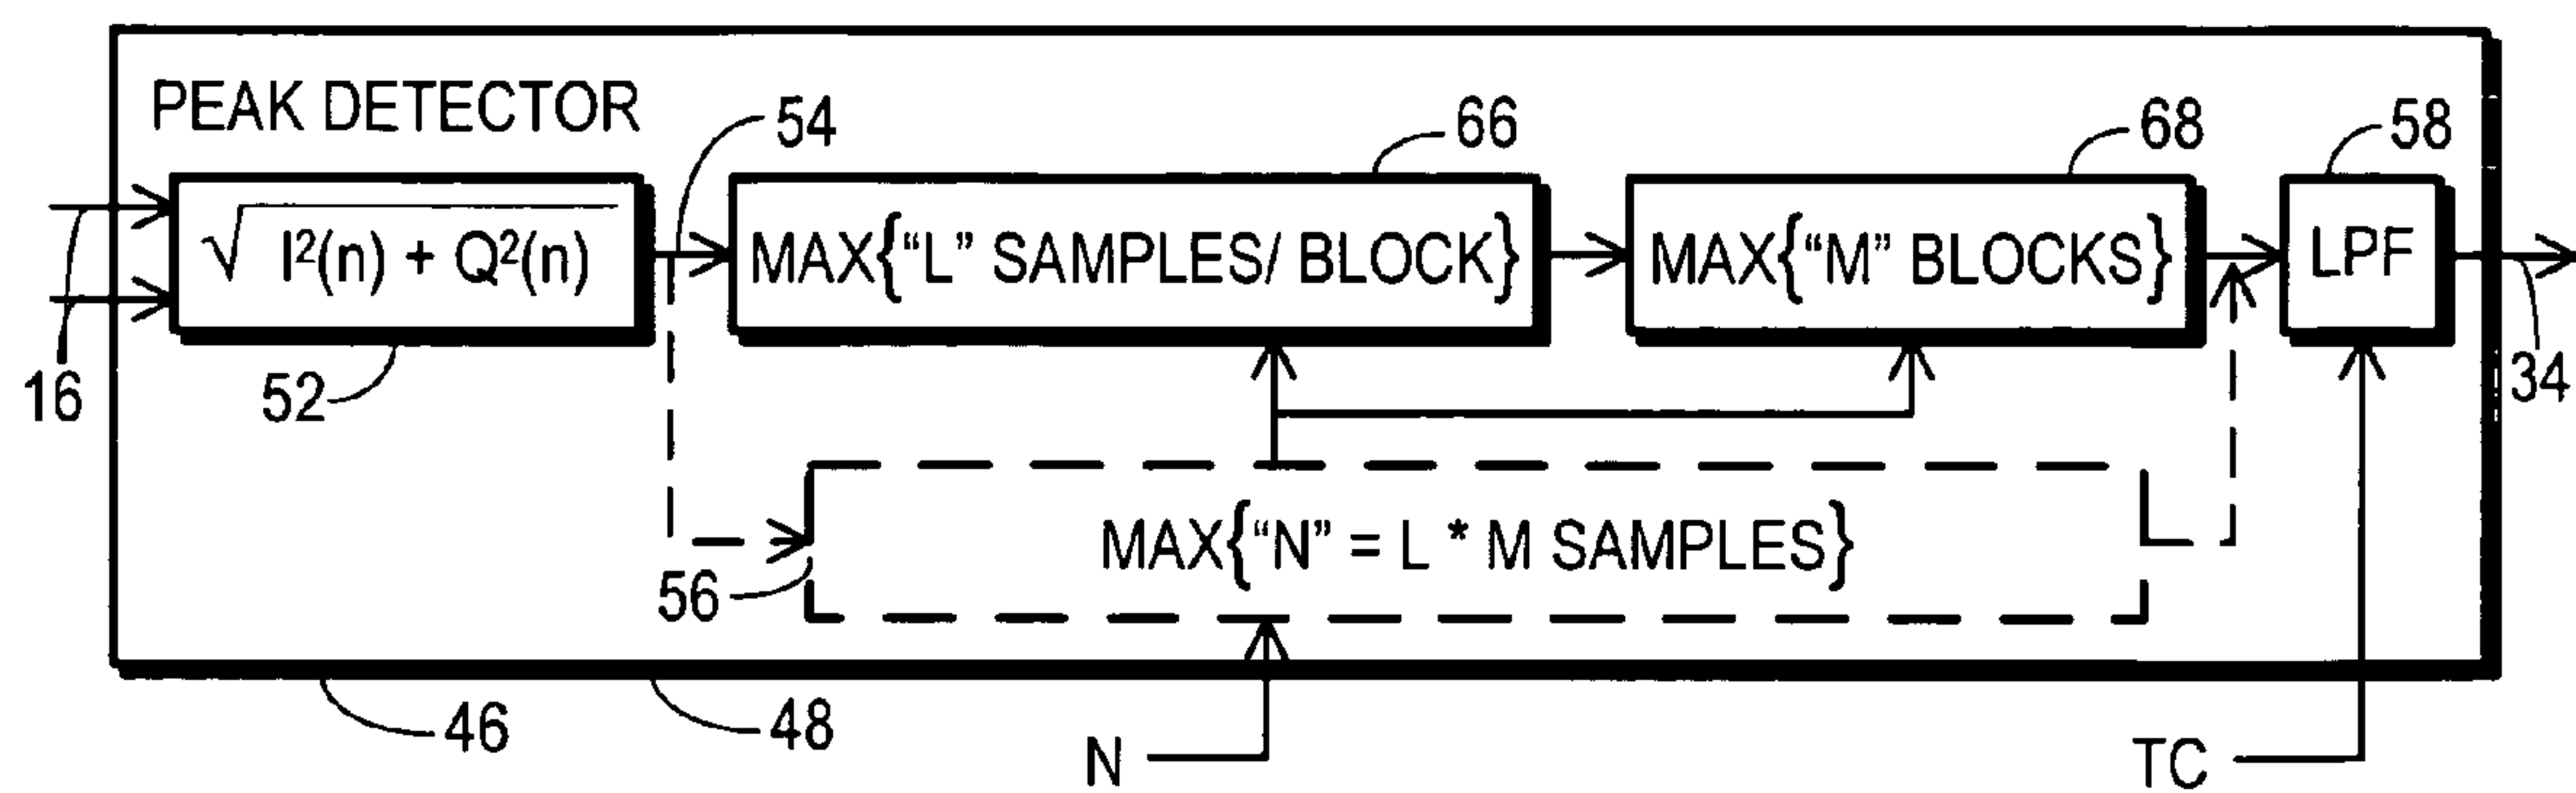 PEAK DETECTOR
54
66
68
58
√ I²(n) + Q²(n)
MAX{“L” SAMPLES/ BLOCK}
MAX{“M” BLOCKS}
LPF
16
52
34
MAX{“N” = L * M SAMPLES}
56
46
48
N
TC